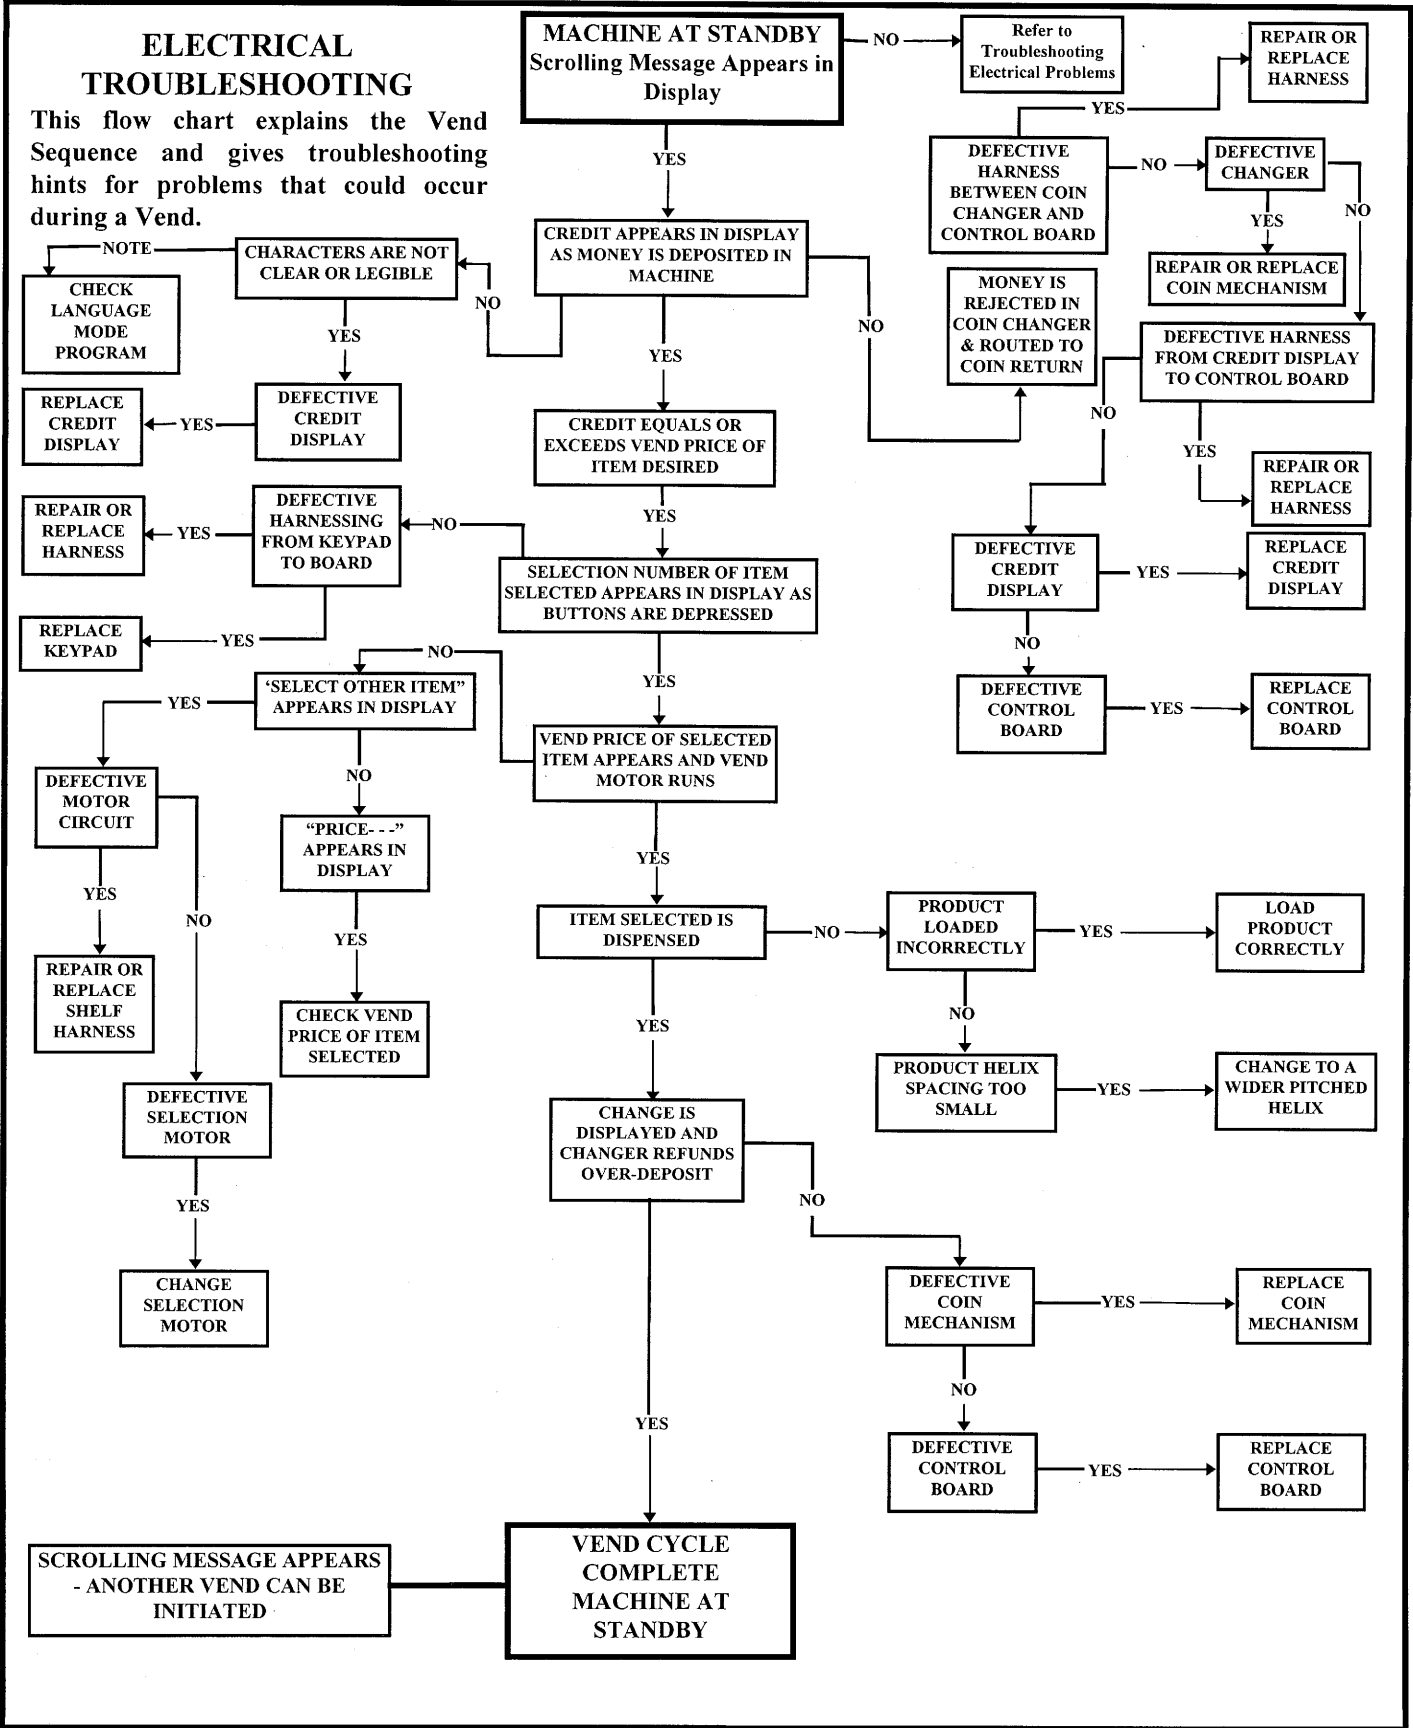 ELECTRICAL
TROUBLESHOOTING
This flow chart explains the Vend
Sequence and gives troubleshooting
hints for problems that could occur
during a Vend.
MACHINE AT STANDBY
Scrolling Message Appears in
Display
NO
Refer to
Troubleshooting
Electrical Problems
REPAIR OR
REPLACE
HARNESS
YES
YES
DEFECTIVE
HARNESS
BETWEEN COIN
CHANGER AND
CONTROL BOARD
NO
DEFECTIVE
CHANGER
NO
YES
REPAIR OR REPLACE
COIN MECHANISM
CREDIT APPEARS IN DISPLAY
AS MONEY IS DEPOSITED IN
MACHINE
NOTE
CHARACTERS ARE NOT
CLEAR OR LEGIBLE
NO
CHECK
LANGUAGE
MODE
PROGRAM
YES
YES
NO
MONEY IS
REJECTED IN
COIN CHANGER
& ROUTED TO
COIN RETURN
DEFECTIVE HARNESS
FROM CREDIT DISPLAY
TO CONTROL BOARD
NO
YES
REPAIR OR
REPLACE
HARNESS
REPLACE
CREDIT
DISPLAY
YES
DEFECTIVE
CREDIT
DISPLAY
CREDIT EQUALS OR
EXCEEDS VEND PRICE OF
ITEM DESIRED
YES
REPAIR OR
REPLACE
HARNESS
YES
DEFECTIVE
HARNESSING
FROM KEYPAD
TO BOARD
NO
SELECTION NUMBER OF ITEM
SELECTED APPEARS IN DISPLAY AS
BUTTONS ARE DEPRESSED
DEFECTIVE
CREDIT
DISPLAY
YES
REPLACE
CREDIT
DISPLAY
NO
REPLACE
KEYPAD
YES
NO
YES
DEFECTIVE
CONTROL
BOARD
YES
REPLACE
CONTROL
BOARD
YES
‘SELECT OTHER ITEM”
APPEARS IN DISPLAY
NO
VEND PRICE OF SELECTED
ITEM APPEARS AND VEND
MOTOR RUNS
DEFECTIVE
MOTOR
CIRCUIT
“PRICE- - -”
APPEARS IN
DISPLAY
YES
YES
NO
YES
ITEM SELECTED IS
DISPENSED
NO
PRODUCT
LOADED
INCORRECTLY
YES
LOAD
PRODUCT
CORRECTLY
REPAIR OR
REPLACE
SHELF
HARNESS
CHECK VEND
PRICE OF ITEM
SELECTED
YES
NO
PRODUCT HELIX
SPACING TOO
SMALL
YES
CHANGE TO A
WIDER PITCHED
HELIX
DEFECTIVE
SELECTION
MOTOR
CHANGE IS
DISPLAYED AND
CHANGER REFUNDS
OVER-DEPOSIT
YES
NO
CHANGE
SELECTION
MOTOR
DEFECTIVE
COIN
MECHANISM
YES
REPLACE
COIN
MECHANISM
NO
YES
DEFECTIVE
CONTROL
BOARD
YES
REPLACE
CONTROL
BOARD
SCROLLING MESSAGE APPEARS
- ANOTHER VEND CAN BE
INITIATED
VEND CYCLE
COMPLETE
MACHINE AT
STANDBY